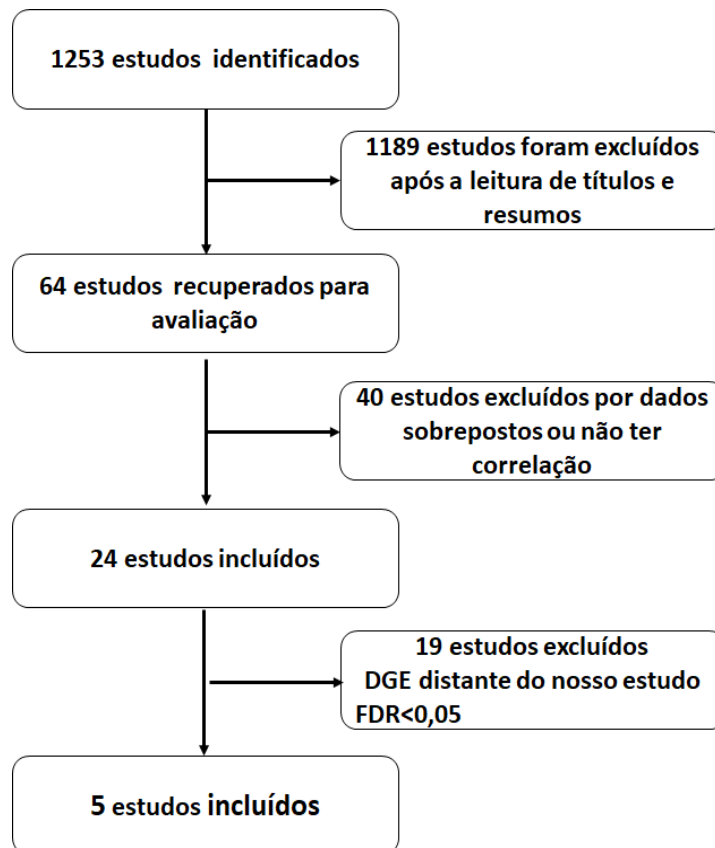 1253 estudos identificados
1189 estudos foram excluídos
após a leitura de títulos e
resumos
64 estudos recuperados para
avaliação
40 estudos excluídos por dados
sobrepostos ou não ter
correlação
24 estudos incluídos
19 estudos excluídos
DGE distante do nosso estudo
FDR<0,05
5 estudos incluídos